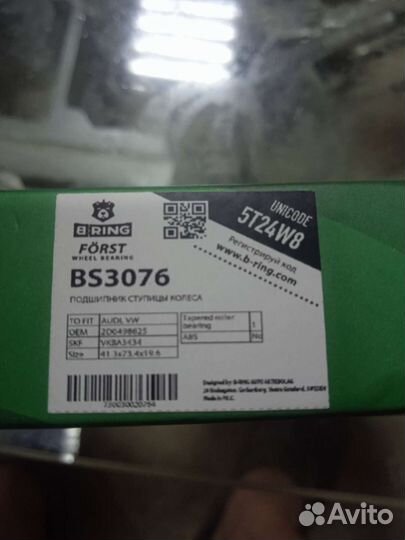 B-RING
FÖRST
WHEEL BEARING
UNICODE
5T24W8
Регистрируй код
www.b-ring.com
BS3076
ПОДШИПНИК СТУПИЦЫ КОЛЕСА
TO FIT AUDI, VW
OEM 2D0498625
SKF VKBA3434
Size 41.3x73.4x19.6
Tapered roller bearing 1
ABS No
Designed by: B-RING AUTO AKTIEBOLAG
Made in P.R.C.
Avito